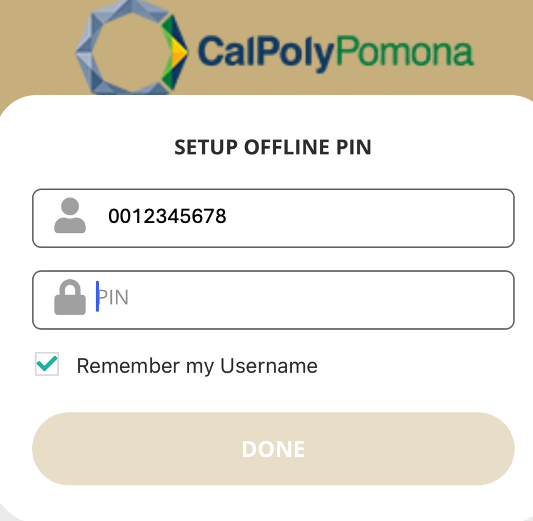 CalPolyPomona
SETUP OFFLINE PIN
0012345678
PIN
Remember my Username
DONE